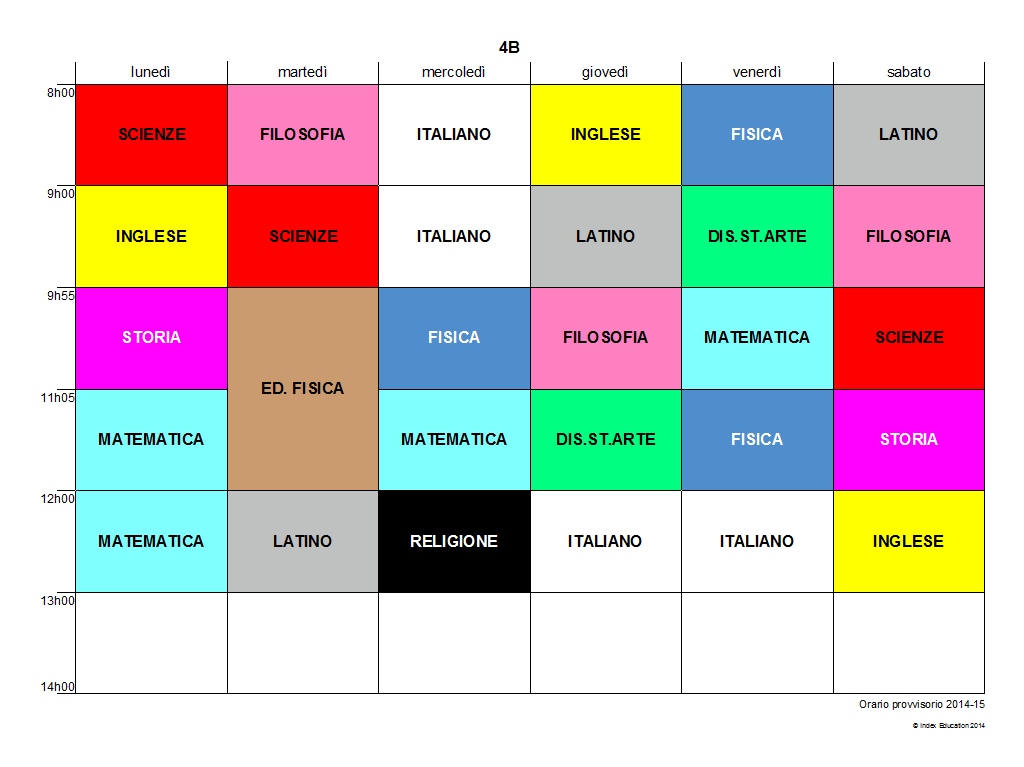 4B
lunedì martedì mercoledì giovedì venerdì sabato
8h00
SCIENZE FILOSOFIA ITALIANO INGLESE FISICA LATINO
9h00
INGLESE SCIENZE ITALIANO LATINO DIS.ST.ARTE FILOSOFIA
9h55
STORIA FISICA FILOSOFIA MATEMATICA SCIENZE
ED. FISICA
11h05
MATEMATICA MATEMATICA DIS.ST.ARTE FISICA STORIA
12h00
MATEMATICA LATINO RELIGIONE ITALIANO ITALIANO INGLESE
13h00
14h00
Orario provvisorio 2014-15
© Index Education 2014